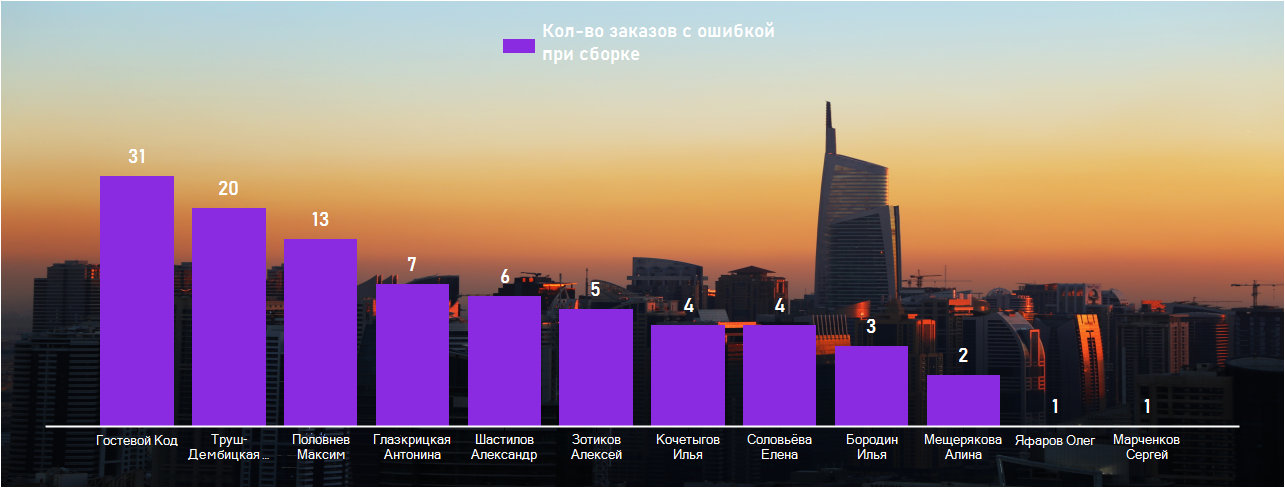 Кол-во заказов с ошибкой
при сборке
31
20
13
7
6
5
4
4
3
2
1
1
Гостевой Код
Труш-
Дембицкая ...
Половнев
Максим
Глазкрицкая
Антонина
Шастилов
Александр
Зотиков
Алексей
Кочетыгов
Илья
Соловьёва
Елена
Бородин
Илья
Мещерякова
Алина
Яфаров Олег
Марченков
Сергей